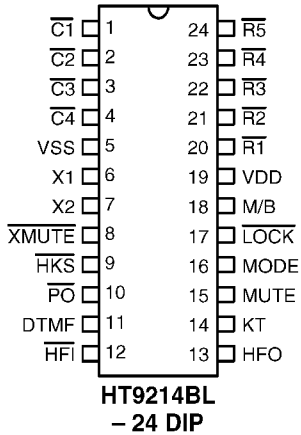 C1 1 24 R5
C2 2 23 R4
C3 3 22 R3
C4 4 21 R2
VSS 5 20 R1
X1 6 19 VDD
X2 7 18 M/B
XMUTE 8 17 LOCK
HKS 9 16 MODE
PO 10 15 MUTE
DTMF 11 14 KT
HFI 12 13 HFO
HT9214BL
– 24 DIP